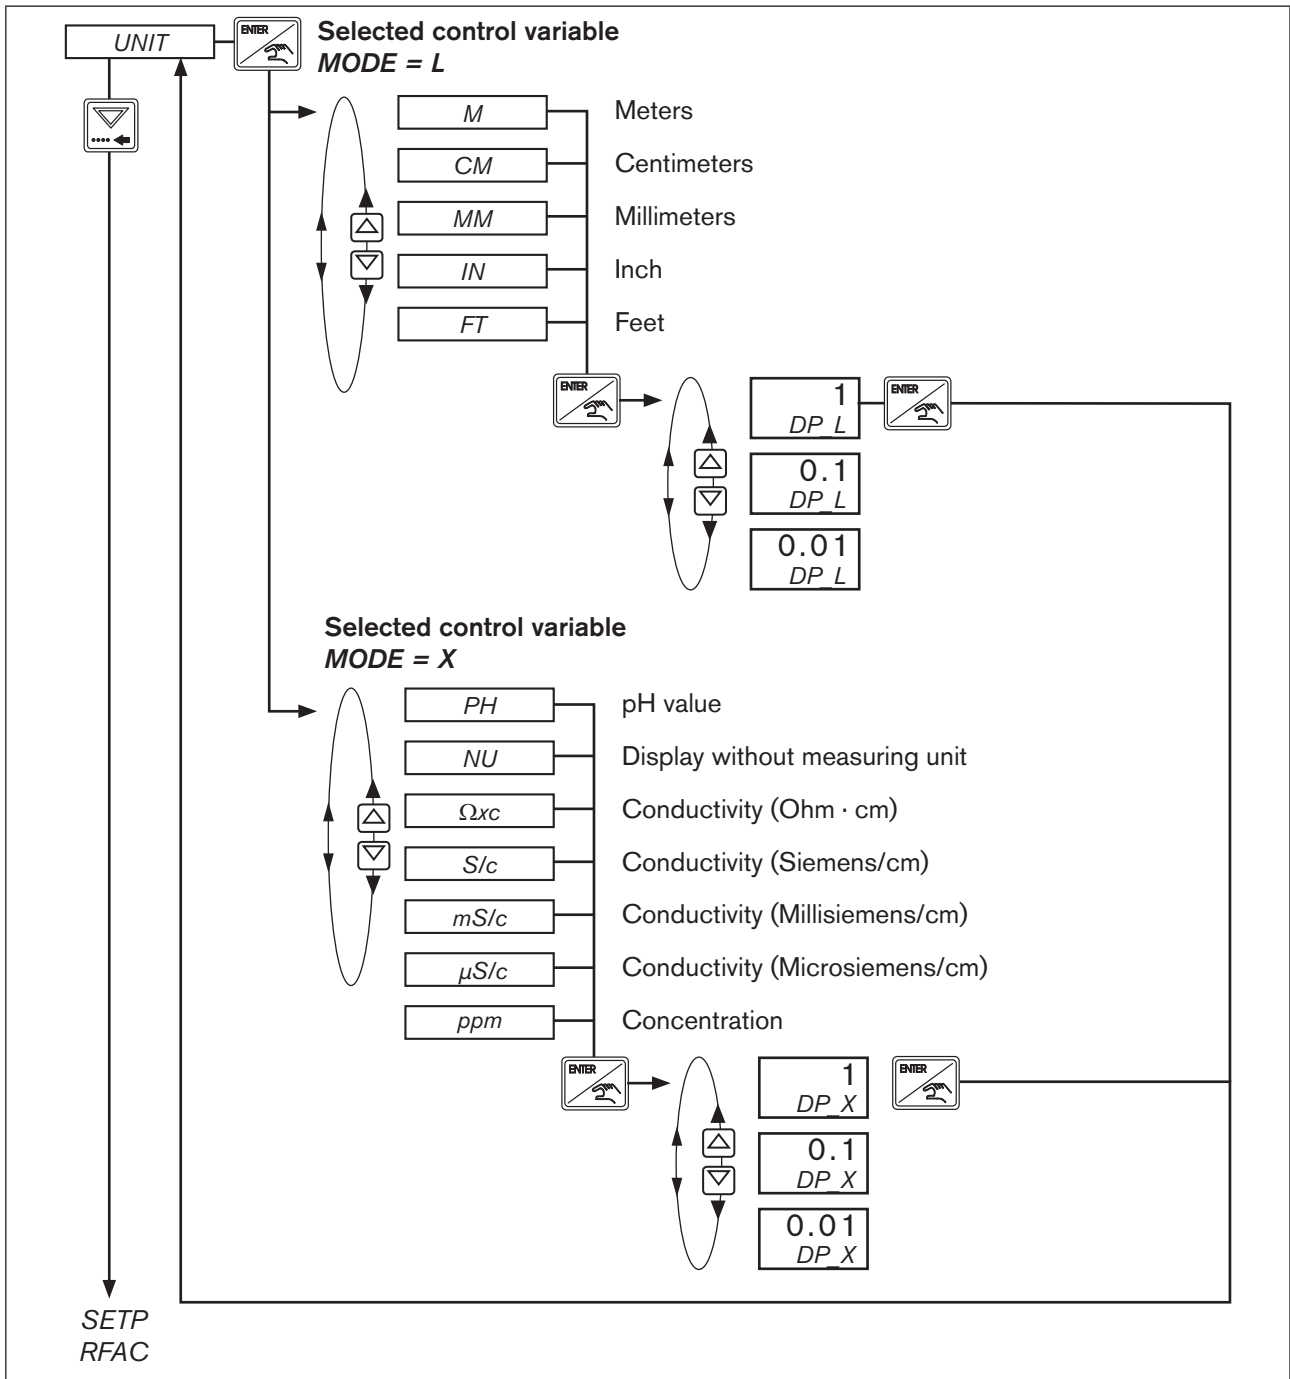 UNIT
ENTER
Selected control variable
MODE = L
M Meters
CM Centimeters
MM Millimeters
IN Inch
FT Feet
ENTER
1
DP_L
ENTER
0.1
DP_L
0.01
DP_L
Selected control variable
MODE = X
PH pH value
NU Display without measuring unit
Ωxc Conductivity (Ohm · cm)
S/c Conductivity (Siemens/cm)
mS/c Conductivity (Millisiemens/cm)
µS/c Conductivity (Microsiemens/cm)
ppm Concentration
ENTER
1
DP_X
ENTER
0.1
DP_X
0.01
DP_X
SETP
RFAC